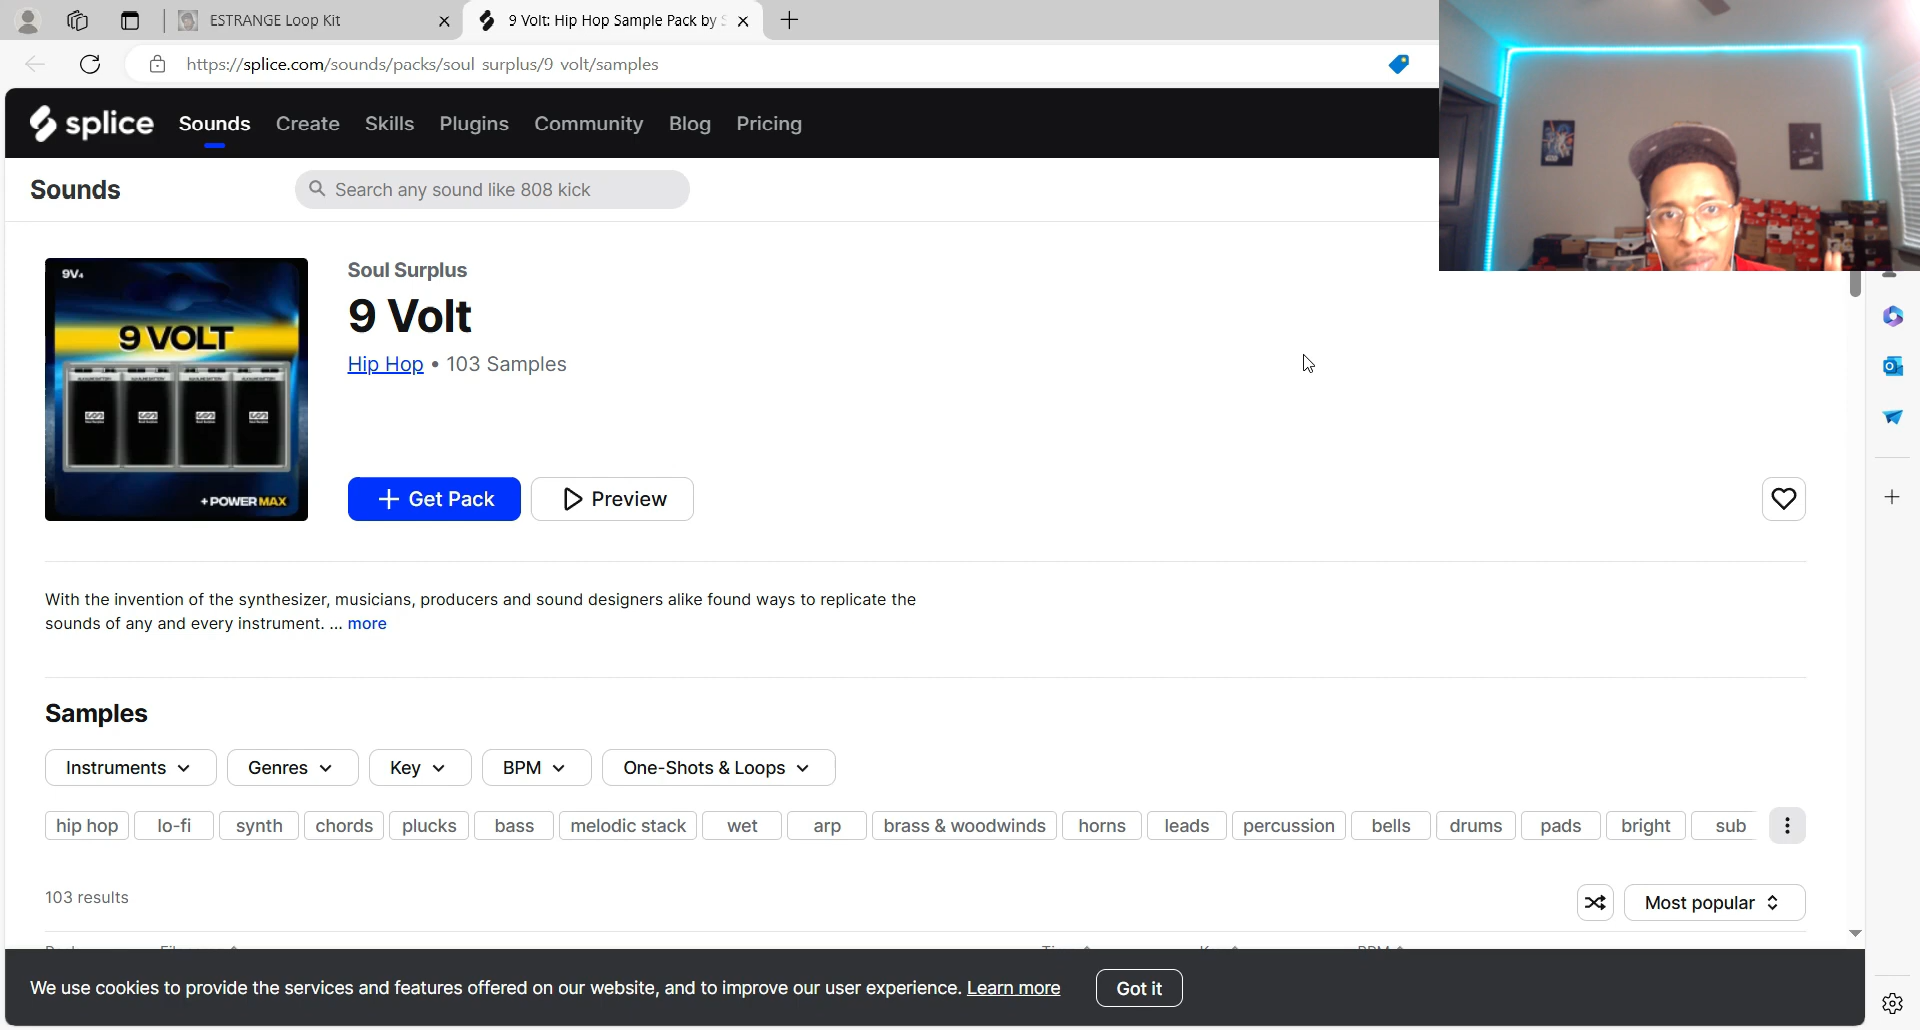 ESTRANGE Loop Kit
9 Volt: Hip Hop Sample Pack by
https://splice.com/sounds/packs/soul surplus/9 volt/samples
splice
Sounds
Create
Skills
Plugins
Community
Blog
Pricing
Sounds
Search any sound like 808 kick
9V4
9 VOLT
+POWERMAX
Soul Surplus
9 Volt
Hip Hop • 103 Samples
Get Pack
Preview
With the invention of the synthesizer, musicians, producers and sound designers alike found ways to replicate the
sounds of any and every instrument. ... more
Samples
Instruments
Genres
Key
BPM
One-Shots & Loops
hip hop
lo-fi
synth
chords
plucks
bass
melodic stack
wet
arp
brass & woodwinds
horns
leads
percussion
bells
drums
pads
bright
sub
103 results
Most popular
We use cookies to provide the services and features offered on our website, and to improve our user experience. Learn more
Got it